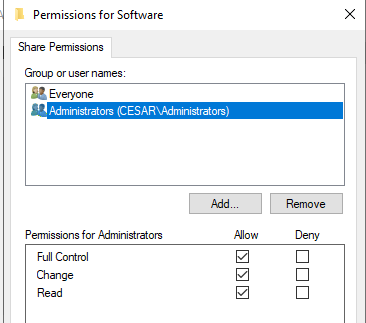 Permissions for Software
Share Permissions
Group or user names:
Everyone
Administrators (CESAR\Administrators)
Add...
Remove
Permissions for Administrators
Allow
Deny
Full Control
Change
Read